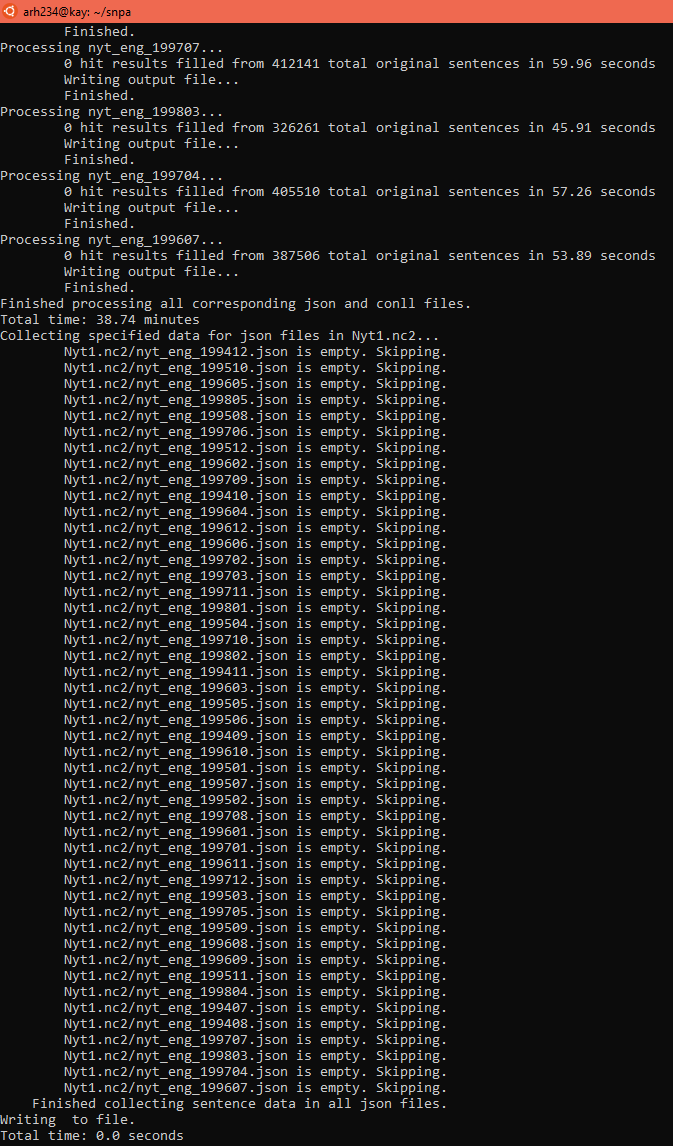 arh234@kay: ~/snpa
Finished.
Processing nyt_eng_199707...
0 hit results filled from 412141 total original sentences in 59.96 seconds
Writing output file...
Finished.
Processing nyt_eng_199803...
0 hit results filled from 326261 total original sentences in 45.91 seconds
Writing output file...
Finished.
Processing nyt_eng_199704...
0 hit results filled from 405510 total original sentences in 57.26 seconds
Writing output file...
Finished.
Processing nyt_eng_199607...
0 hit results filled from 387506 total original sentences in 53.89 seconds
Writing output file...
Finished.
Finished processing all corresponding json and conll files.
Total time: 38.74 minutes
Collecting specified data for json files in Nyt1.nc2...
Nyt1.nc2/nyt_eng_199412.json is empty. Skipping.
Nyt1.nc2/nyt_eng_199510.json is empty. Skipping.
Nyt1.nc2/nyt_eng_199605.json is empty. Skipping.
Nyt1.nc2/nyt_eng_199805.json is empty. Skipping.
Nyt1.nc2/nyt_eng_199508.json is empty. Skipping.
Nyt1.nc2/nyt_eng_199706.json is empty. Skipping.
Nyt1.nc2/nyt_eng_199512.json is empty. Skipping.
Nyt1.nc2/nyt_eng_199602.json is empty. Skipping.
Nyt1.nc2/nyt_eng_199709.json is empty. Skipping.
Nyt1.nc2/nyt_eng_199410.json is empty. Skipping.
Nyt1.nc2/nyt_eng_199604.json is empty. Skipping.
Nyt1.nc2/nyt_eng_199612.json is empty. Skipping.
Nyt1.nc2/nyt_eng_199606.json is empty. Skipping.
Nyt1.nc2/nyt_eng_199702.json is empty. Skipping.
Nyt1.nc2/nyt_eng_199703.json is empty. Skipping.
Nyt1.nc2/nyt_eng_199711.json is empty. Skipping.
Nyt1.nc2/nyt_eng_199801.json is empty. Skipping.
Nyt1.nc2/nyt_eng_199504.json is empty. Skipping.
Nyt1.nc2/nyt_eng_199710.json is empty. Skipping.
Nyt1.nc2/nyt_eng_199802.json is empty. Skipping.
Nyt1.nc2/nyt_eng_199411.json is empty. Skipping.
Nyt1.nc2/nyt_eng_199603.json is empty. Skipping.
Nyt1.nc2/nyt_eng_199505.json is empty. Skipping.
Nyt1.nc2/nyt_eng_199506.json is empty. Skipping.
Nyt1.nc2/nyt_eng_199409.json is empty. Skipping.
Nyt1.nc2/nyt_eng_199610.json is empty. Skipping.
Nyt1.nc2/nyt_eng_199501.json is empty. Skipping.
Nyt1.nc2/nyt_eng_199507.json is empty. Skipping.
Nyt1.nc2/nyt_eng_199502.json is empty. Skipping.
Nyt1.nc2/nyt_eng_199708.json is empty. Skipping.
Nyt1.nc2/nyt_eng_199601.json is empty. Skipping.
Nyt1.nc2/nyt_eng_199701.json is empty. Skipping.
Nyt1.nc2/nyt_eng_199611.json is empty. Skipping.
Nyt1.nc2/nyt_eng_199712.json is empty. Skipping.
Nyt1.nc2/nyt_eng_199503.json is empty. Skipping.
Nyt1.nc2/nyt_eng_199705.json is empty. Skipping.
Nyt1.nc2/nyt_eng_199509.json is empty. Skipping.
Nyt1.nc2/nyt_eng_199608.json is empty. Skipping.
Nyt1.nc2/nyt_eng_199609.json is empty. Skipping.
Nyt1.nc2/nyt_eng_199511.json is empty. Skipping.
Nyt1.nc2/nyt_eng_199804.json is empty. Skipping.
Nyt1.nc2/nyt_eng_199407.json is empty. Skipping.
Nyt1.nc2/nyt_eng_199408.json is empty. Skipping.
Nyt1.nc2/nyt_eng_199707.json is empty. Skipping.
Nyt1.nc2/nyt_eng_199803.json is empty. Skipping.
Nyt1.nc2/nyt_eng_199704.json is empty. Skipping.
Nyt1.nc2/nyt_eng_199607.json is empty. Skipping.
Finished collecting sentence data in all json files.
Writing  to file.
Total time: 0.0 seconds